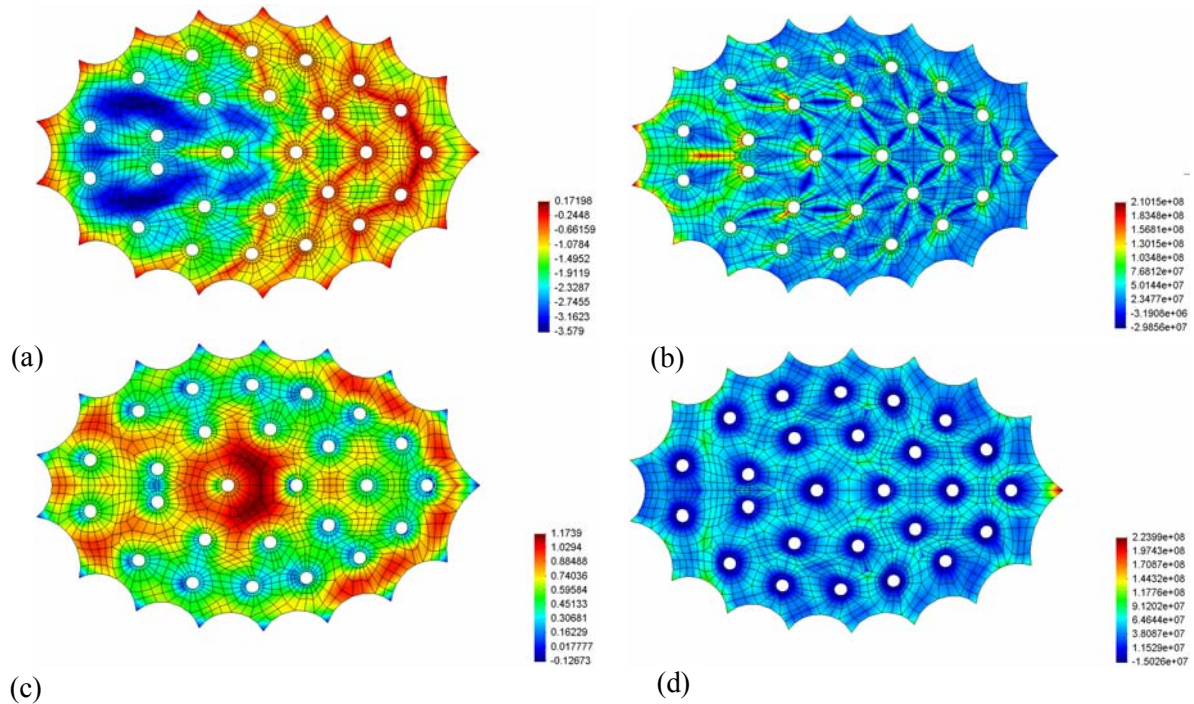 0.17198
-0.2448
-0.66159
-1.0784
-1.4952
-1.9119
-2.3287
-2.7455
-3.1623
-3.579
(a)
2.1015e+08
1.8348e+08
1.5681e+08
1.3015e+08
1.0348e+08
7.6812e+07
5.0144e+07
2.3477e+07
-3.1908e+06
-2.9856e+07
(b)
1.1739
1.0294
0.88488
0.74036
0.59584
0.45133
0.30681
0.16229
0.017777
-0.12673
(c)
2.2399e+08
1.9743e+08
1.7087e+08
1.4432e+08
1.1776e+08
9.1202e+07
6.4644e+07
3.8087e+07
1.1529e+07
-1.5026e+07
(d)